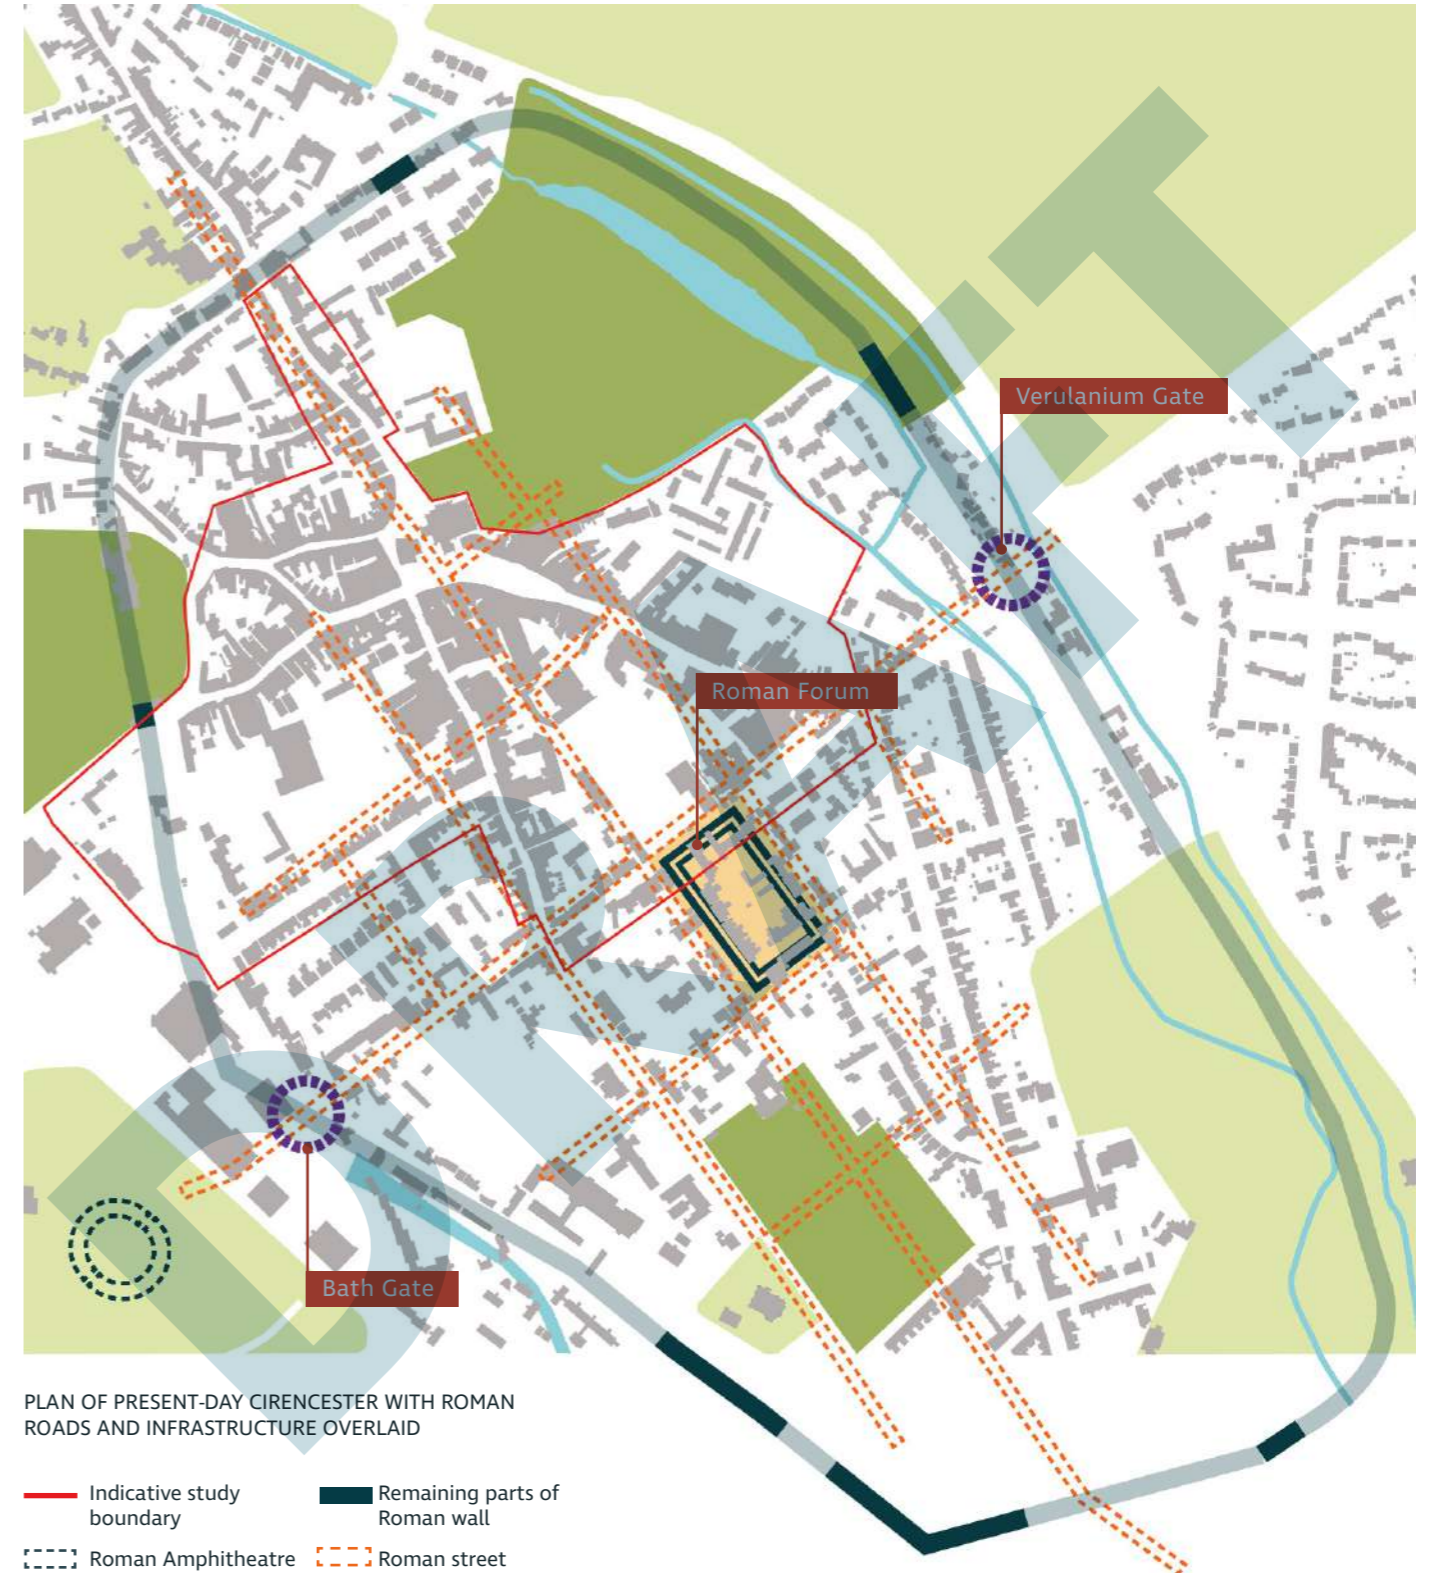 Verulanium Gate
Roman Forum
Bath Gate
DRAFT
PLAN OF PRESENT-DAY CIRENCESTER WITH ROMAN
ROADS AND INFRASTRUCTURE OVERLAID
Indicative study
boundary
Remaining parts of
Roman wall
Roman Amphitheatre
Roman street